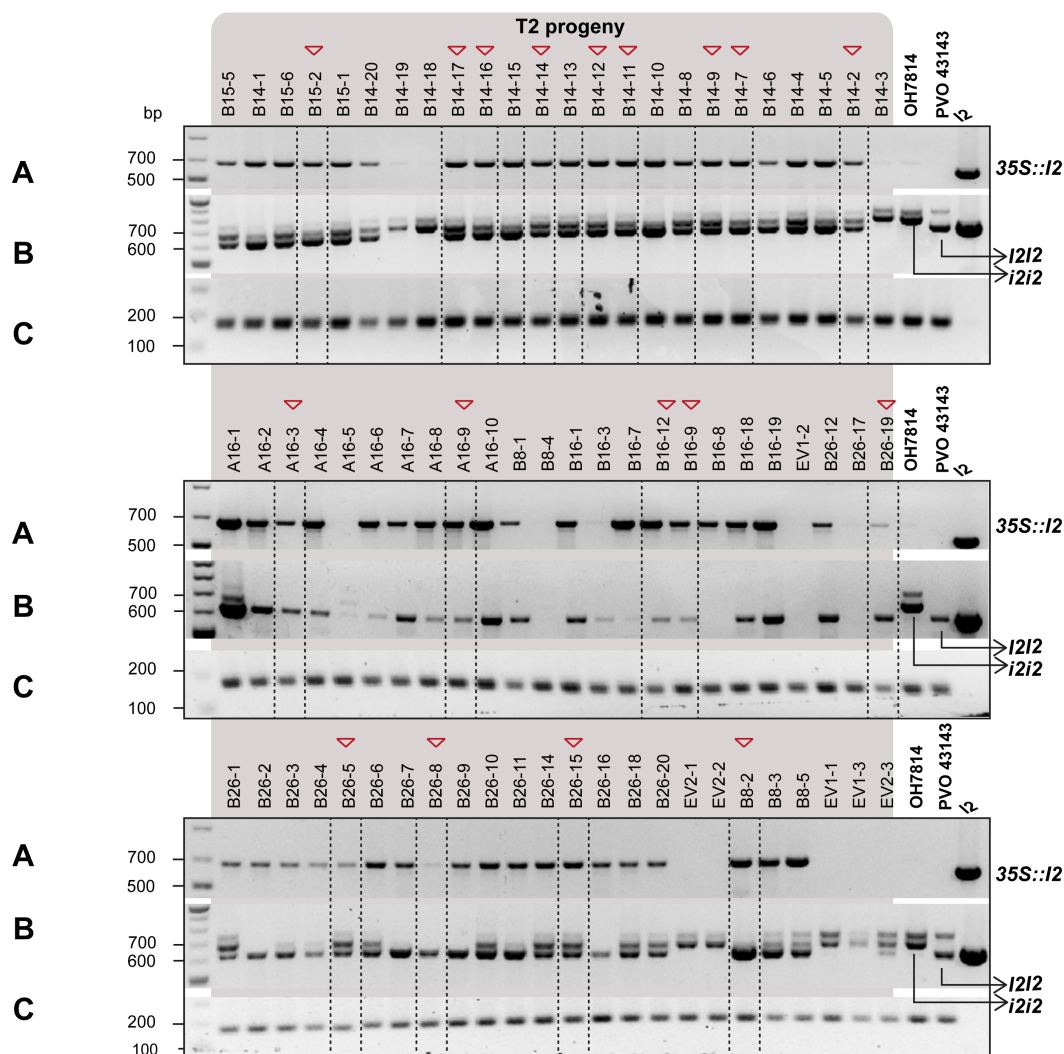 T2 progeny
B15-5 B14-1 B15-6 B15-2 B15-1 B14-20 B14-19 B14-18 B14-17 B14-16 B14-15 B14-14 B14-13 B14-12 B14-11 B14-10 B14-8 B14-9 B14-7 B14-6 B14-4 B14-5 B14-2 B14-3 OH7814 PVO 43143 I2
bp
A 700 35S::I2
500
B 700
600 I2I2
i2i2
C 200
100
A16-1 A16-2 A16-3 A16-4 A16-5 A16-6 A16-7 A16-8 A16-9 A16-10 B8-1 B8-4 B16-1 B16-3 B16-7 B16-12 B16-9 B16-8 B16-18 B16-19 EV1-2 B26-12 B26-17 B26-19 OH7814 PVO 43143 I2
A 700 35S::I2
500
B 700
600
I2I2
C 200 i2i2
100
B26-1 B26-2 B26-3 B26-4 B26-5 B26-6 B26-7 B26-8 B26-9 B26-10 B26-11 B26-14 B26-15 B26-16 B26-18 B26-20 EV2-1 EV2-2 B8-2 B8-3 B8-5 EV1-1 EV1-3 EV2-3 OH7814 PVO 43143 I2
A 700 35S::I2
500
B 700
600
I2I2
C i2i2
200
100